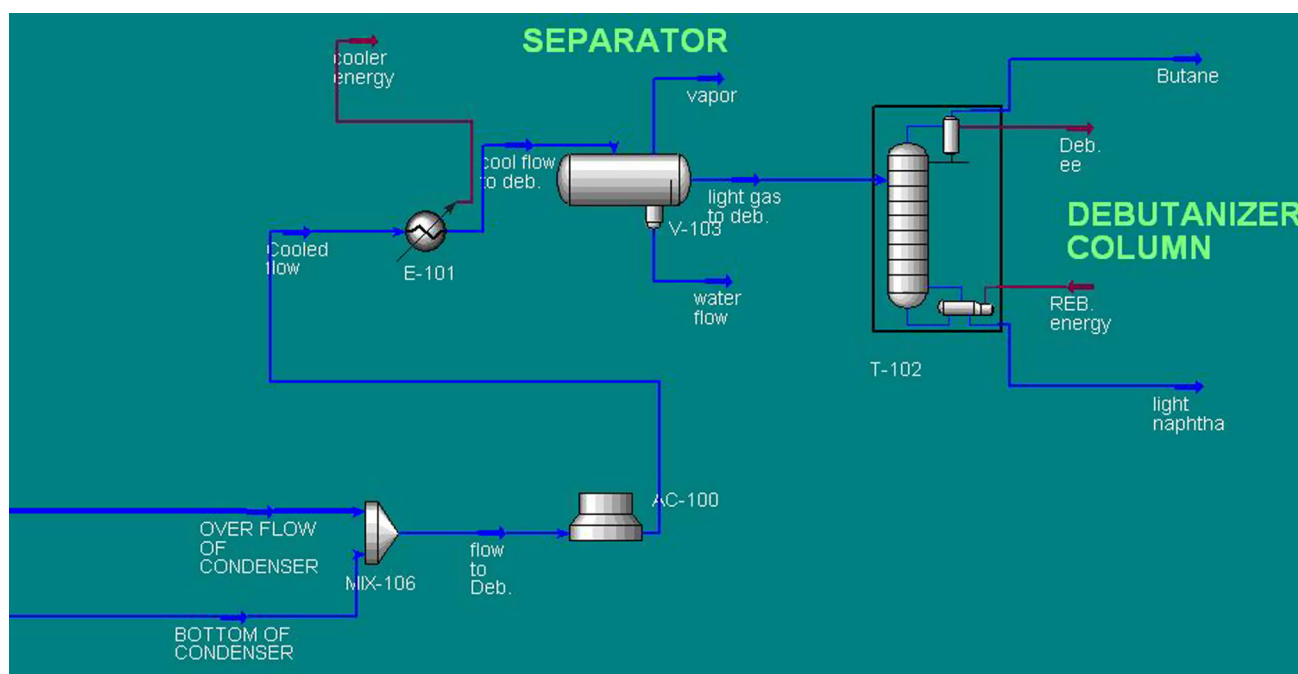 SEPARATOR
cooler
energy
vapor
Butane
cool flow
to deb.
Deb.
ee
light gas
to deb.
V-103
DEBUTANIZER
COLUMN
Cooled
flow
E-101
water
flow
REB.
energy
T-102
light
naphtha
AC-100
OVER FLOW
OF
CONDENSER
MIX-106
flow
to
Deb.
BOTTOM OF
CONDENSER